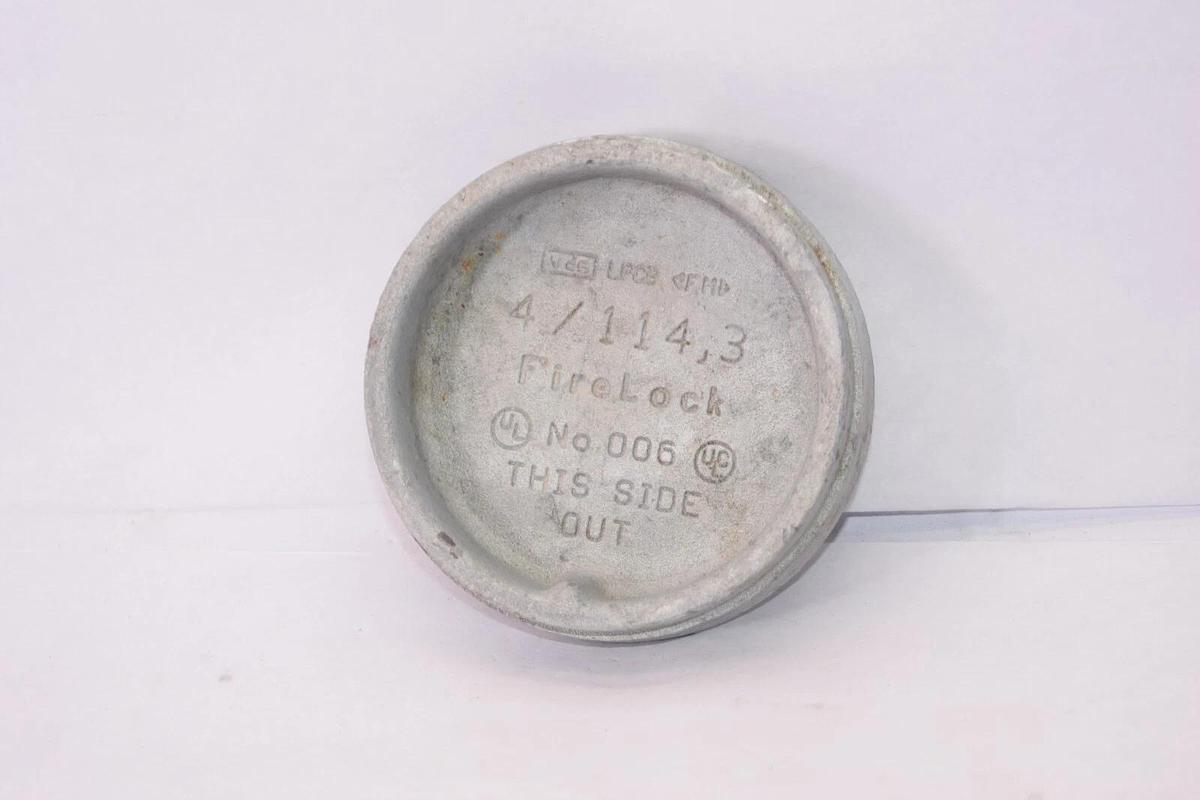 VdS LPCB <FM>
4/114,3
FireLock
UL No.006 ULC
THIS SIDE
OUT